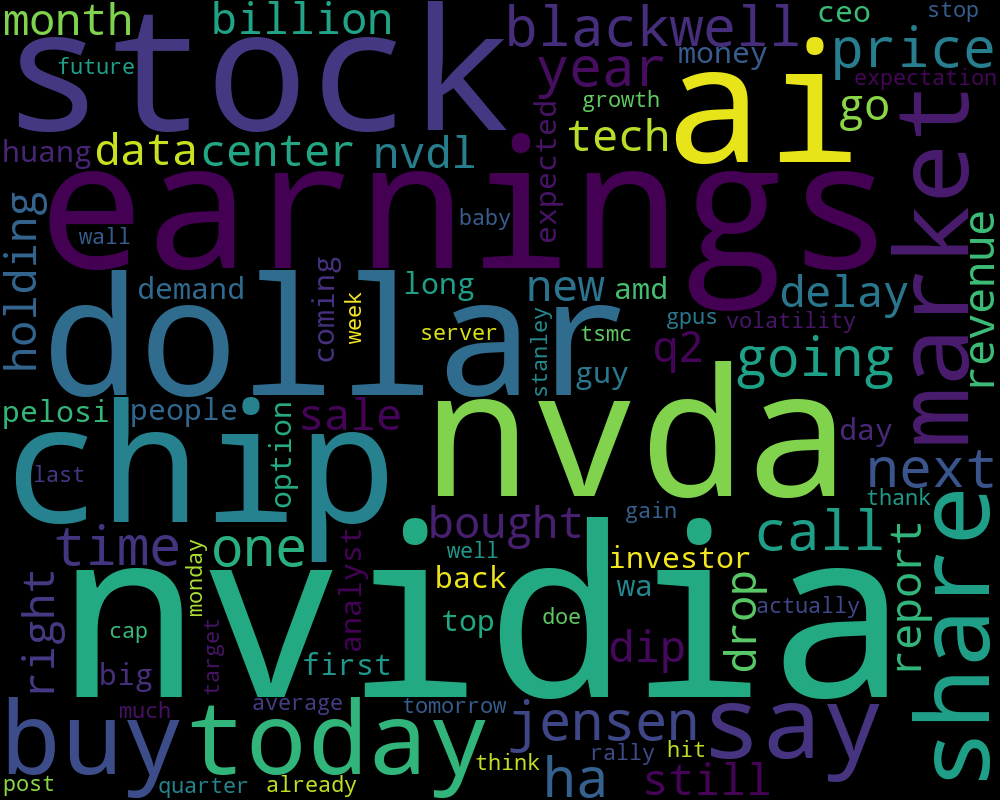 month
billion
blackwell
ceo
stop
stock
future
money
price
year
ai
expectation
growth
go
huang
data
center
nvdl
expected
tech
market
earnings
holding
wall
baby
revenue
dollar
demand
coming
week
long
new
amd
delay
server
stanley
tsmc
gpus
volatility
q2
going
guy
pelosi
people
chip
option
sale
nvda
day
last
next
thank
time
one
monday
analyst
bought
gain
call
share
well
investor
back
wa
nvidia
right
cap
big
target
first
top
doe
dip
drop
actually
report
much
average
tomorrow
buy
today
jensen
say
rally
hit
think
post
quarter
already
ha
still